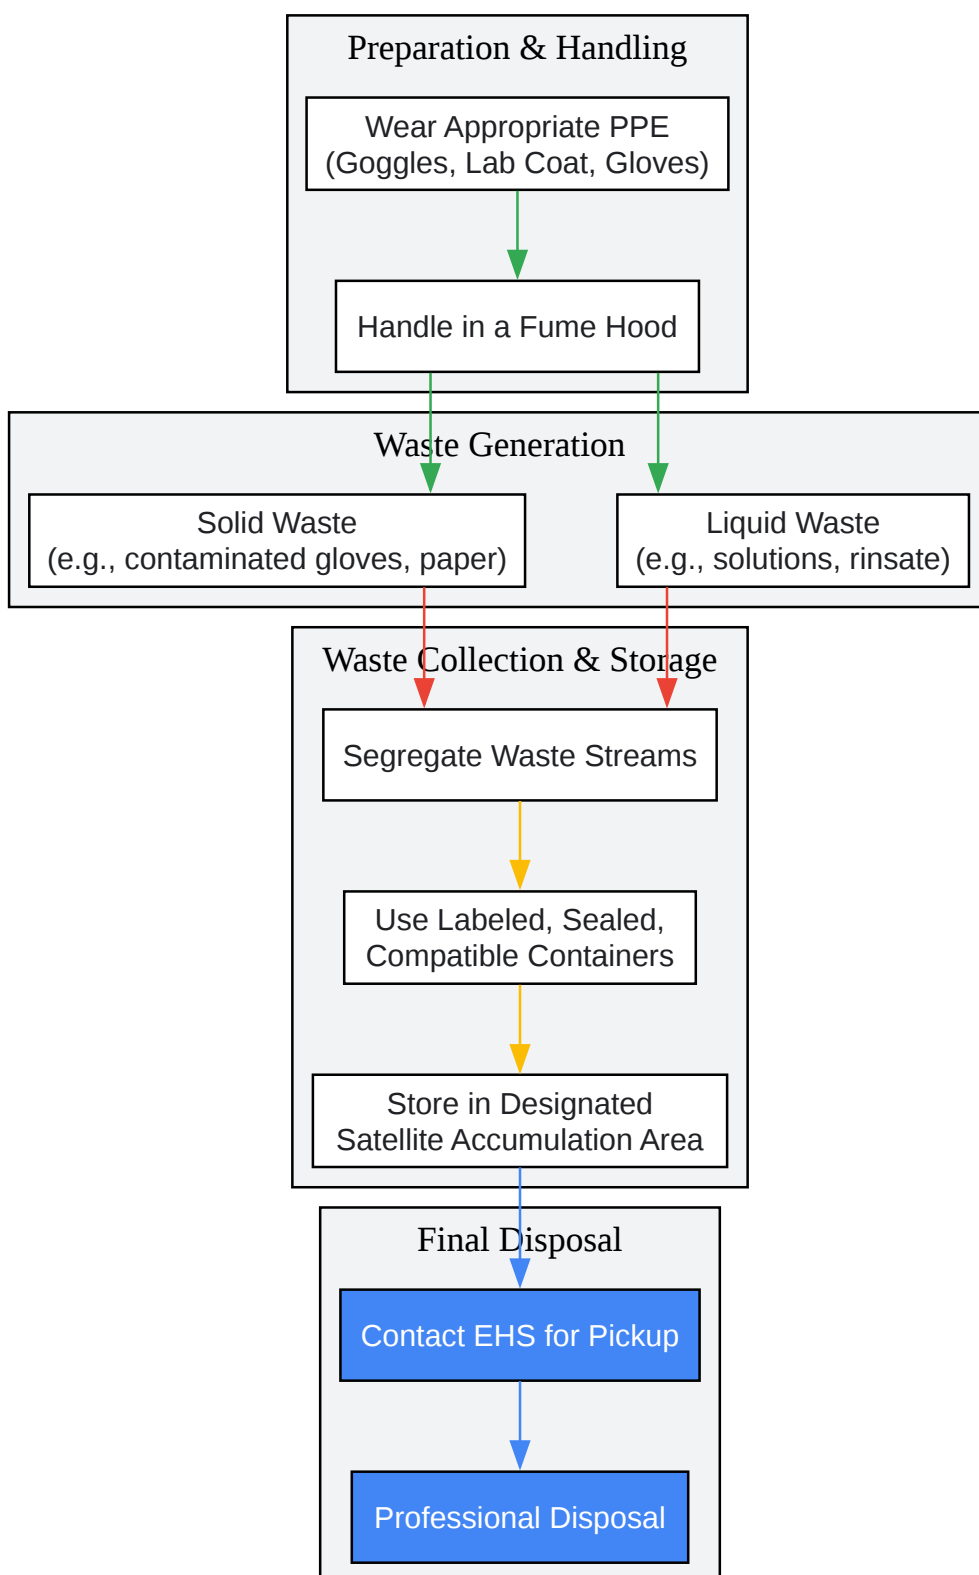 Preparation & Handling
Wear Appropriate PPE
(Goggles, Lab Coat, Gloves)
Handle in a Fume Hood
Waste Generation
Solid Waste
(e.g., contaminated gloves, paper)
Liquid Waste
(e.g., solutions, rinsate)
Waste Collection & Storage
Segregate Waste Streams
Use Labeled, Sealed,
Compatible Containers
Store in Designated
Satellite Accumulation Area
Final Disposal
Contact EHS for Pickup
Professional Disposal